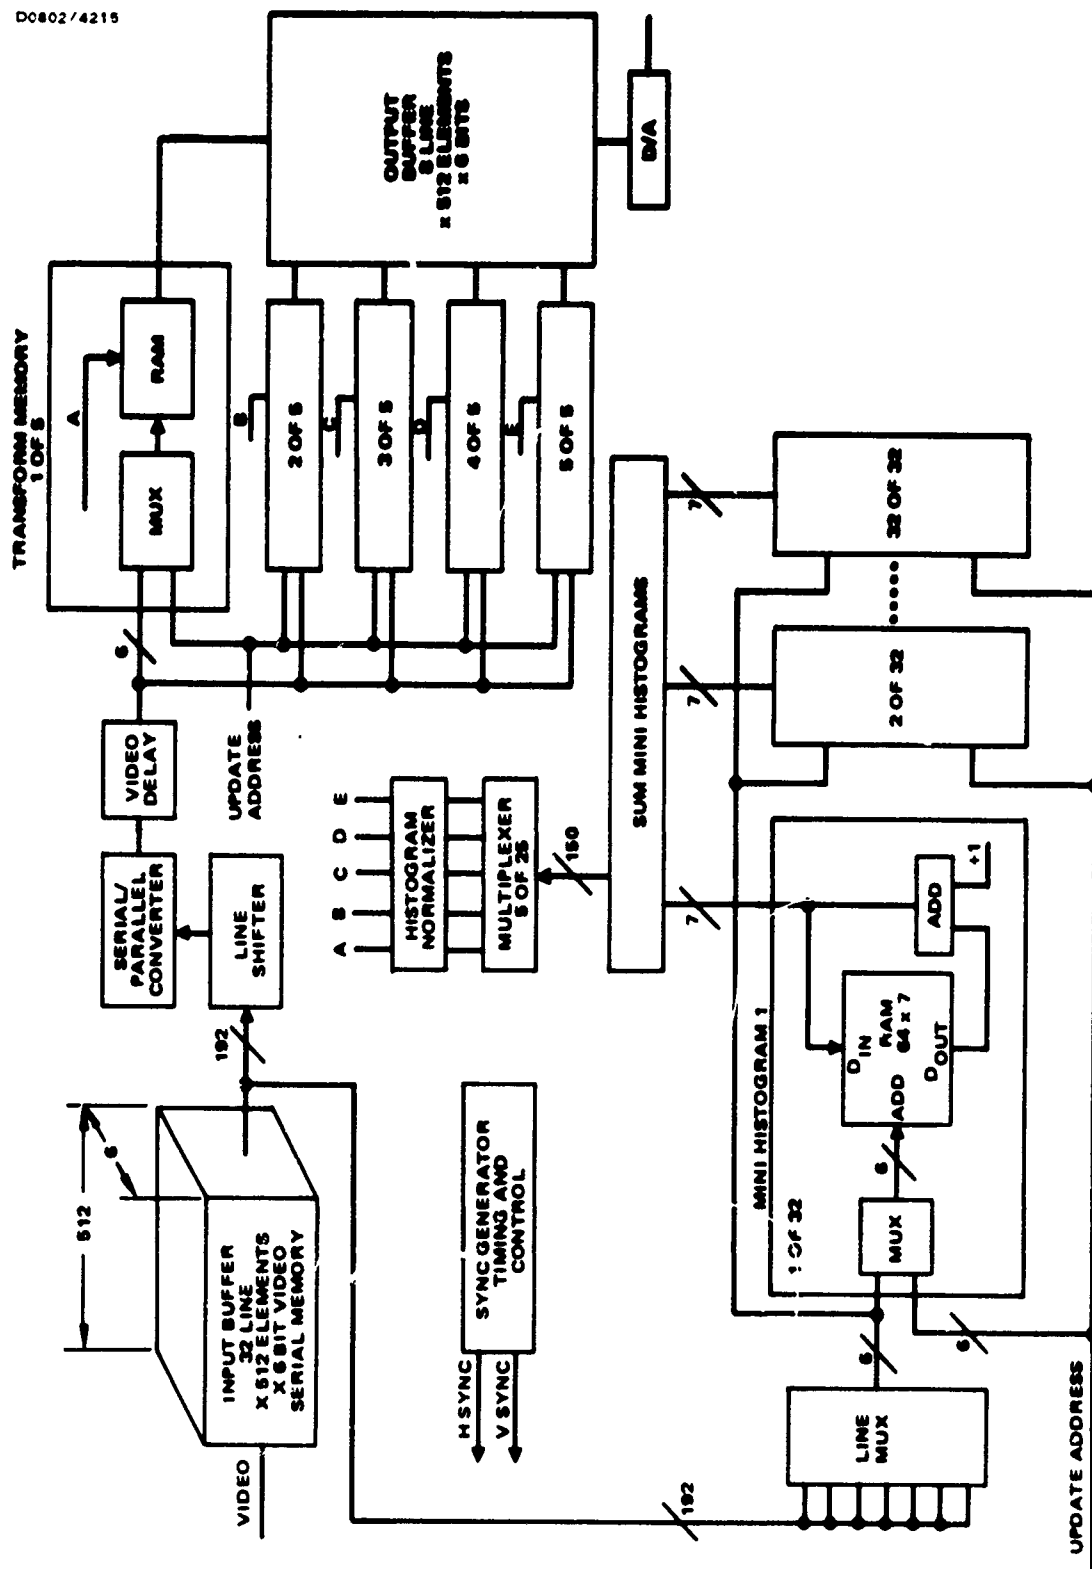 D0802/4215
VIDEO
INPUT BUFFER
32 LINE
X 512 ELEMENTS
X 6 BIT VIDEO
SERIAL MEMORY
512
6
192
LINE
SHIFTER
SERIAL/
PARALLEL
CONVERTER
VIDEO
DELAY
6
UPDATE
ADDRESS
TRANSFORM MEMORY
1 OF 5
MUX
RAM
A
B
2 OF 5
C
3 OF 5
D
4 OF 5
E
5 OF 5
OUTPUT
BUFFER
8 LINE
x 512 ELEMENTS
x 6 BITS
D/A
H SYNC
V SYNC
SYNC GENERATOR
TIMING AND
CONTROL
A B C D E
HISTOGRAM
NORMALIZER
MULTIPLEXER
5 OF 25
150
SUM MINI HISTOGRAMS
7
7
7
192
LINE
MUX
6
6
MINI HISTOGRAM 1
1 OF 32
MUX
6
D IN
RAM
ADD 64 x 7
D OUT
ADD
+1
2 OF 32
32 OF 32
UPDATE ADDRESS